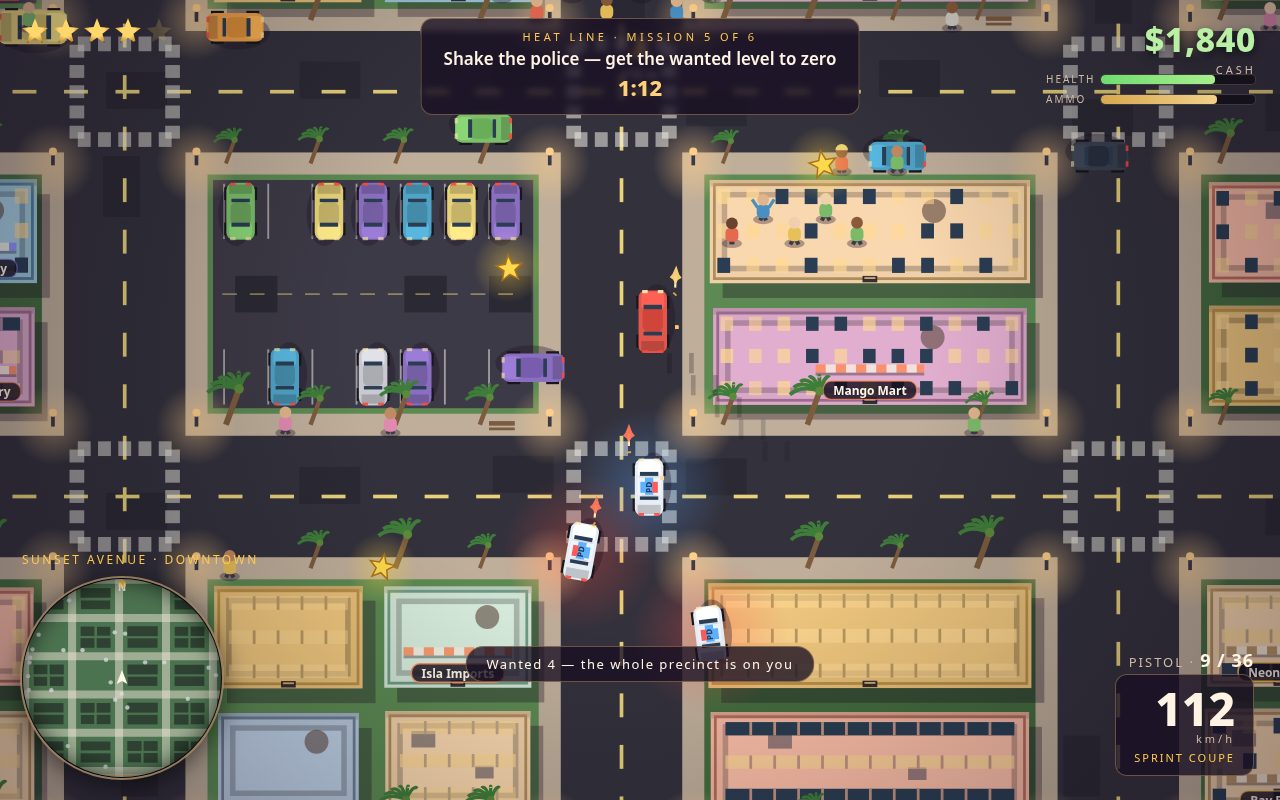 HEAT LINE · MISSION 5 OF 6
Shake the police — get the wanted level to zero
1:12
$1,840
CASH
HEALTH
AMMO
ry
ry
Mango Mart
PD
PD
PD
SUNSET AVENUE · DOWNTOWN
N
Wanted 4 — the whole precinct is on you
Isla Imports
PISTOL · 9 / 36
Neon
112
km/h
SPRINT COUPE